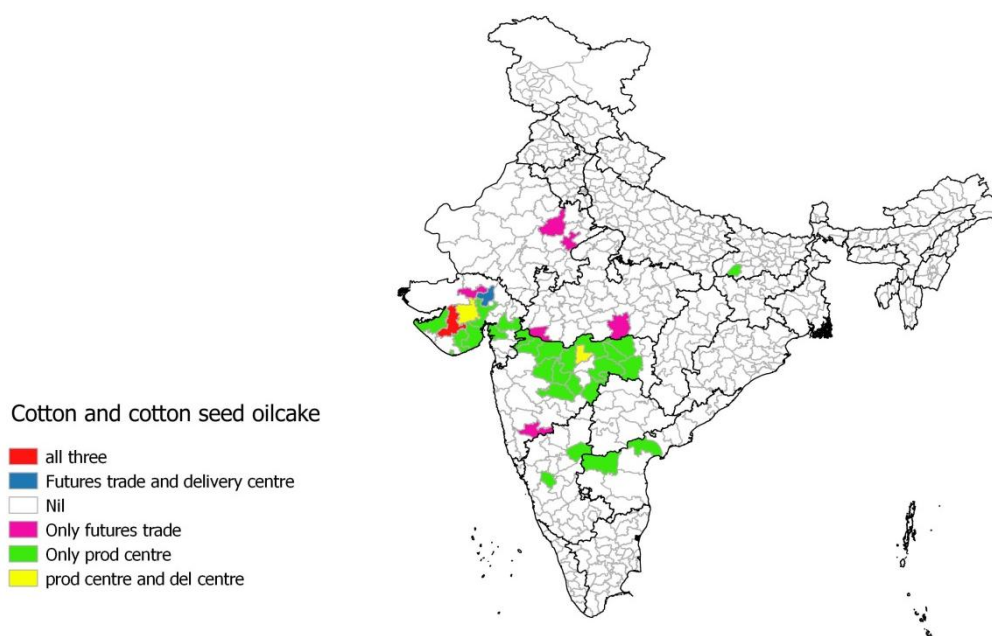 Cotton and cotton seed oilcake
all three
Futures trade and delivery centre
Nil
Only futures trade
Only prod centre
prod centre and del centre